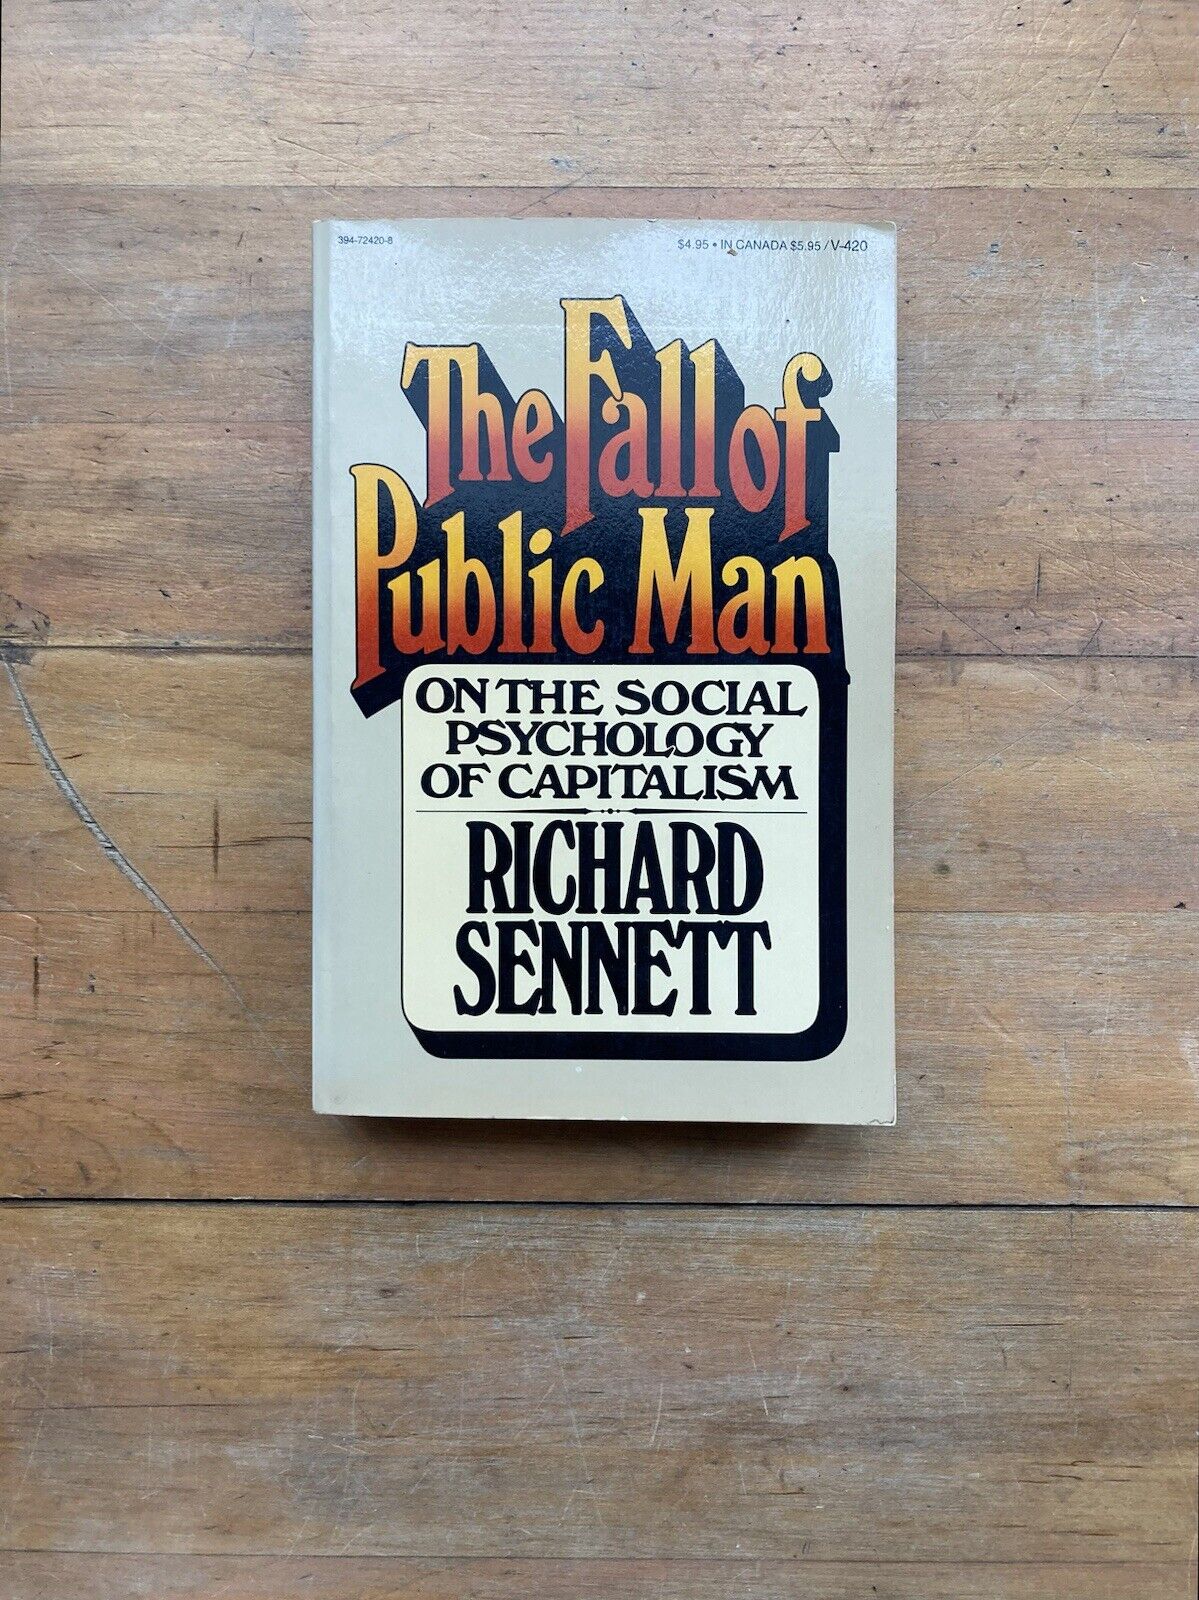 394-72420-8
$4.95 • IN CANADA $5.95 / V-420
The Fall of
Public Man
ON THE SOCIAL
PSYCHOLOGY
OF CAPITALISM
RICHARD
SENNETT